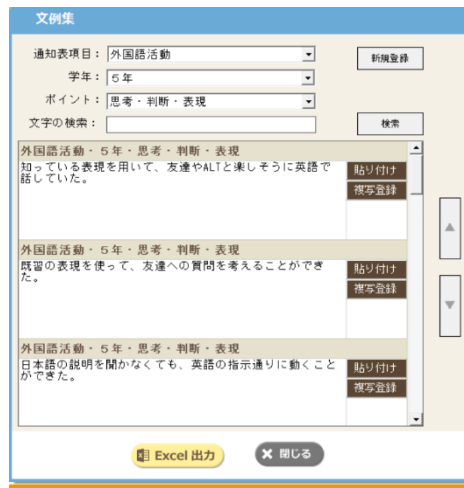 文例集
通知表項目： 外国語活動 新規登録
学年： ５年
ポイント： 思考・判断・表現
文字の検索： 検索
外国語活動・５年・思考・判断・表現
知っている表現を用いて、友達やALTと楽しそうに英語で
話していた。
貼り付け
複写登録
外国語活動・５年・思考・判断・表現
既習の表現を使って、友達への質問を考えることができ
た。
貼り付け
複写登録
外国語活動・５年・思考・判断・表現
日本語の説明を聞かなくても、英語の指示通りに動くこと
ができた。
貼り付け
複写登録
Excel 出力 閉じる